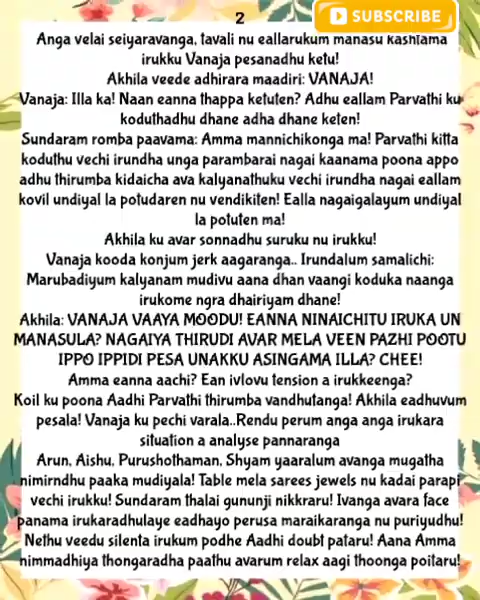 2
SUBSCRIBE
Anga velai seiyaravanga, tavali nu eallarukum manasu kashtama
irukku Vanaja pesanadhu ketu!
Akhila veede adhirara maadiri: VANAJA!
Vanaja: Illa ka! Naan eanna thappa ketuten? Adhu eallam Parvathi ku
koduthadhu dhane adha dhane keten!
Sundaram romba paavama: Amma mannichikonga ma! Parvathi kitta
koduthu vechi irundha unga parambarai nagai kaanama poona appo
adhu thirumba kidaicha ava kalyanathuku vechi irundha nagai eallam
kovil undiyal la potudaren nu vendikiten! Ealla nagaigalayum undiyal
la potuten ma!
Akhila ku avar sonnadhu suruku nu irukku!
Vanaja kooda konjum jerk aagaranga.. Irundalum samalichi:
Marubadiyum kalyanam mudivu aana dhan vaangi koduka naanga
irukome ngra dhairiyam dhane!
Akhila: VANAJA VAAYA MOODU! EANNA NINAICHITU IRUKA UN
MANASULA? NAGAIYA THIRUDI AVAR MELA VEEN PAZHI POOTU
IPPO IPPIDI PESA UNAKKU ASINGAMA ILLA? CHEE!
Amma eanna aachi? Ean ivlovu tension a irukkeenga?
Koil ku poona Aadhi Parvathi thirumba vandhutanga! Akhila eadhuvum
pesala! Vanaja ku pechi varala..Rendu perum anga anga irukara
situation a analyse pannaranga
Arun, Aishu, Purushothaman, Shyam yaaralum avanga mugatha
nimirndhu paaka mudiyala! Table mela sarees jewels nu kadai parapi
vechi irukku! Sundaram thalai gununji nikkraru! Ivanga avara face
panama irukaradhulaye eadhayo perusa maraikaranga nu puriyudhu!
Nethu veedu silenta irukum podhe Aadhi doubt pataru! Aana Amma
nimmadhiya thongaradha paathu avarum relax aagi thoonga poitaru!